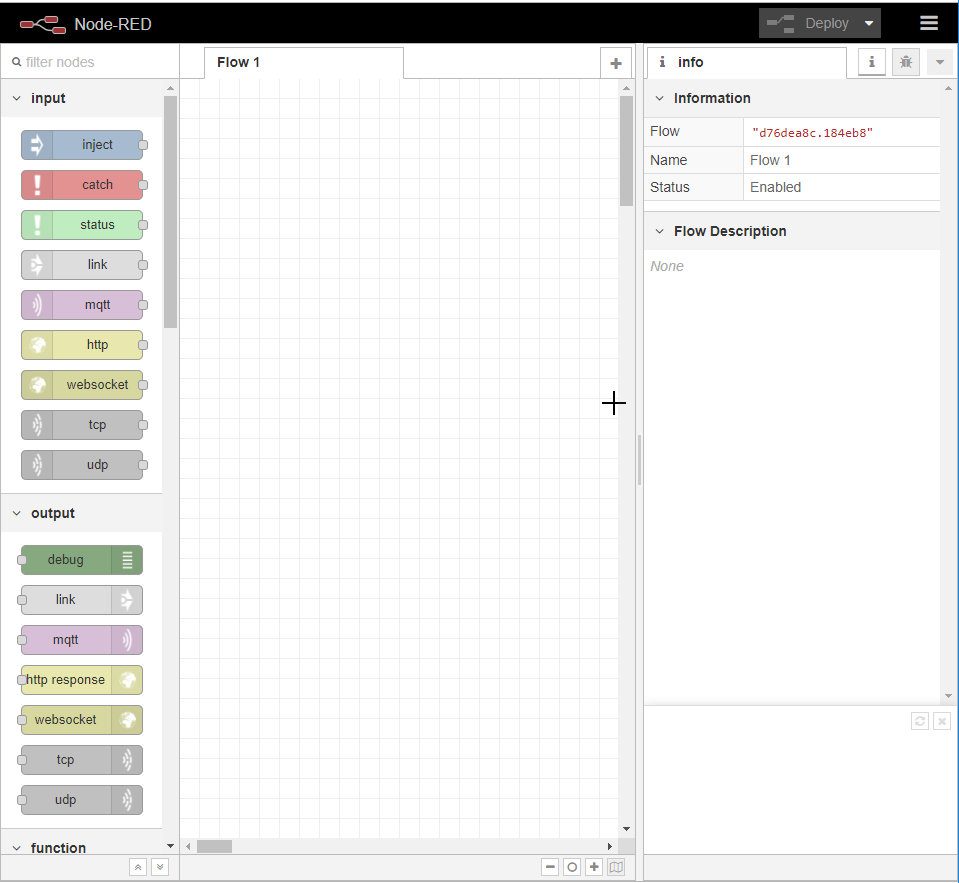 Node-RED
Deploy
filter nodes
Flow 1
info
input
inject
catch
status
link
mqtt
http
websocket
tcp
udp
output
debug
link
mqtt
http response
websocket
tcp
udp
function
Information
Flow "d76dea8c.184eb8"
Name Flow 1
Status Enabled
Flow Description
None